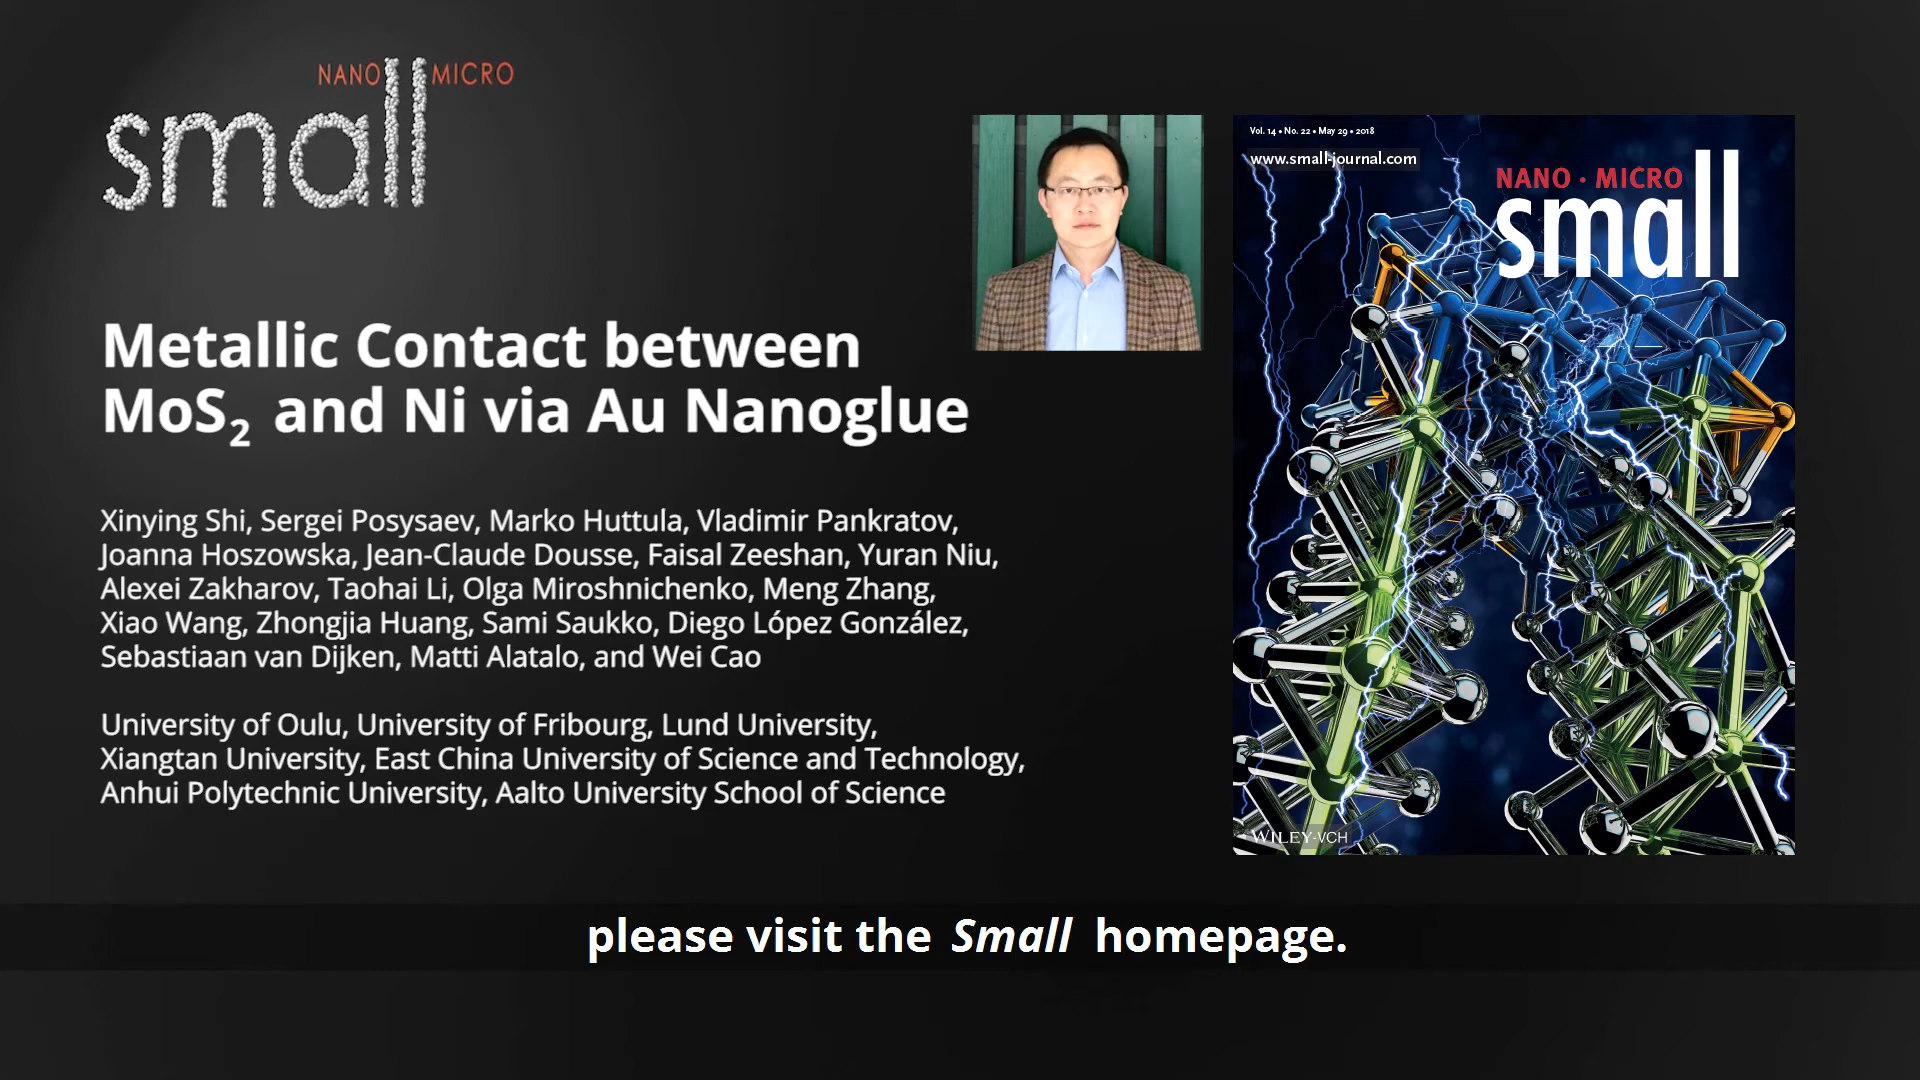 NANO MICRO
small
Metallic Contact between
MoS₂ and Ni via Au Nanoglue
Xinying Shi, Sergei Posysaev, Marko Huttula, Vladimir Pankratov,
Joanna Hoszowska, Jean-Claude Dousse, Faisal Zeeshan, Yuran Niu,
Alexei Zakharov, Taohai Li, Olga Miroshnichenko, Meng Zhang,
Xiao Wang, Zhongjia Huang, Sami Saukko, Diego López González,
Sebastiaan van Dijken, Matti Alatalo, and Wei Cao
University of Oulu, University of Fribourg, Lund University,
Xiangtan University, East China University of Science and Technology,
Anhui Polytechnic University, Aalto University School of Science
Vol. 14 • No. 22 • May 29 • 2018
www.small-journal.com
NANO · MICRO
small
WILEY-VCH
please visit the Small homepage.